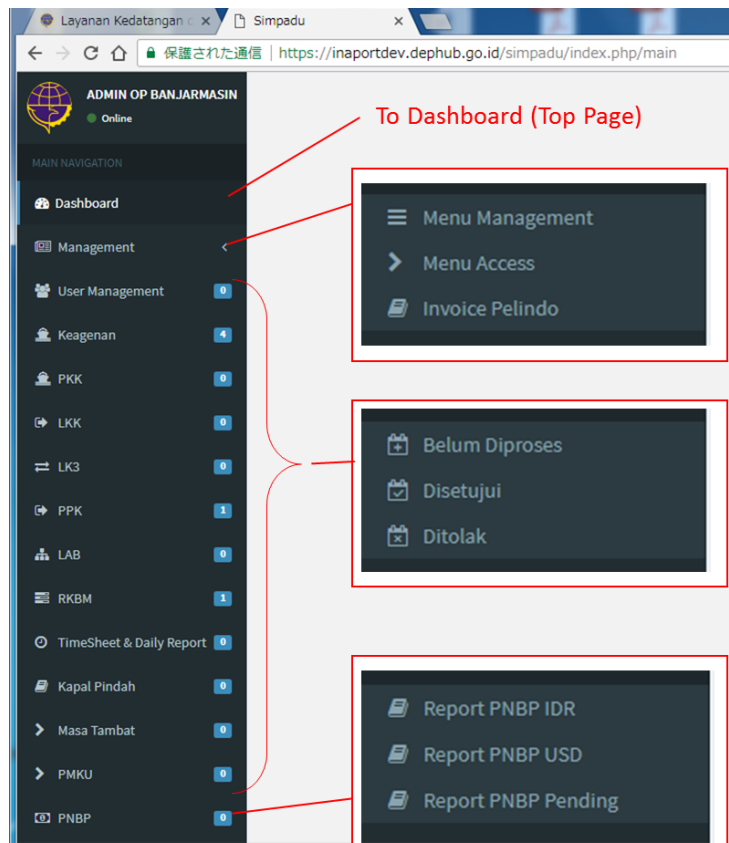 Layanan Kedatangan
Simpadu
保護された通信 | https://inaportdev.dephub.go.id/simpadu/index.php/main
ADMIN OP BANJARMASIN
Online
To Dashboard (Top Page)
MAIN NAVIGATION
Dashboard
Management
User Management 0
Keagenan 4
PKK 0
LKK 0
LK3 0
PPK 1
LAB 0
RKBM 1
TimeSheet & Daily Report 0
Kapal Pindah 0
Masa Tambat 0
PMKU 0
PNBP 0
Menu Management
Menu Access
Invoice Pelindo
Belum Diproses
Disetujui
Ditolak
Report PNBP IDR
Report PNBP USD
Report PNBP Pending